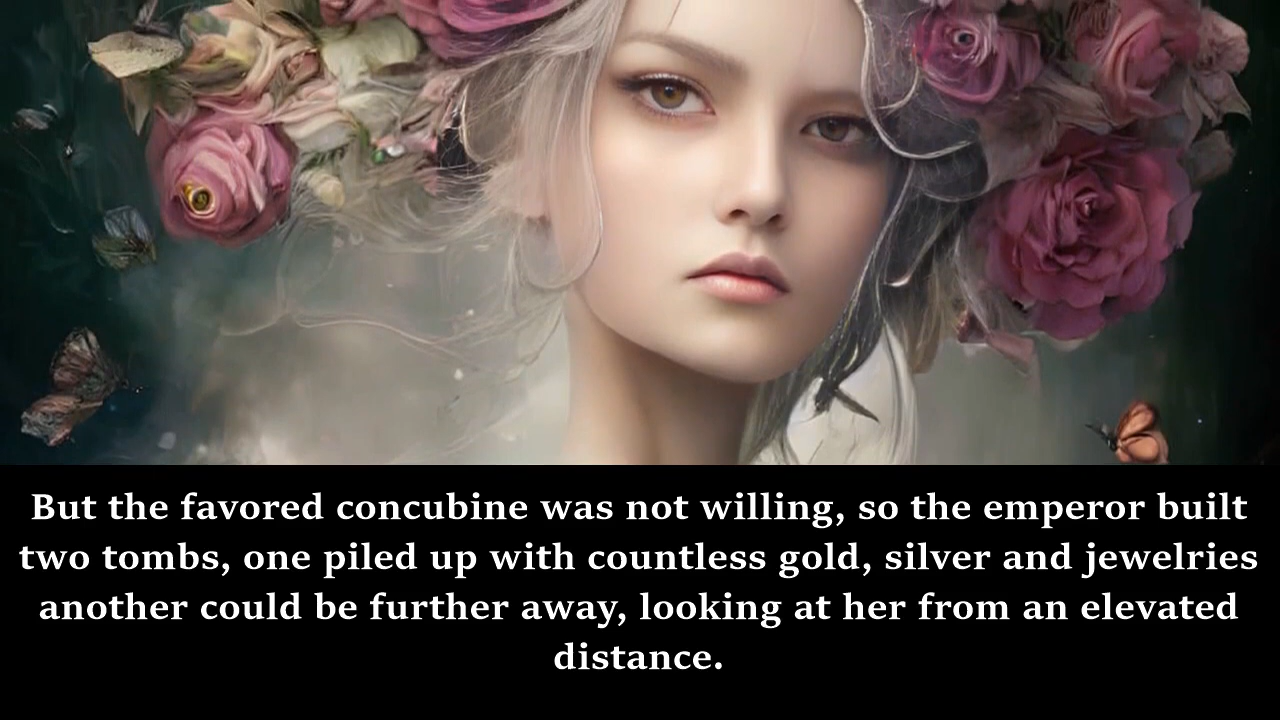 But the favored concubine was not willing, so the emperor built
two tombs, one piled up with countless gold, silver and jewelries
another could be further away, looking at her from an elevated
distance.